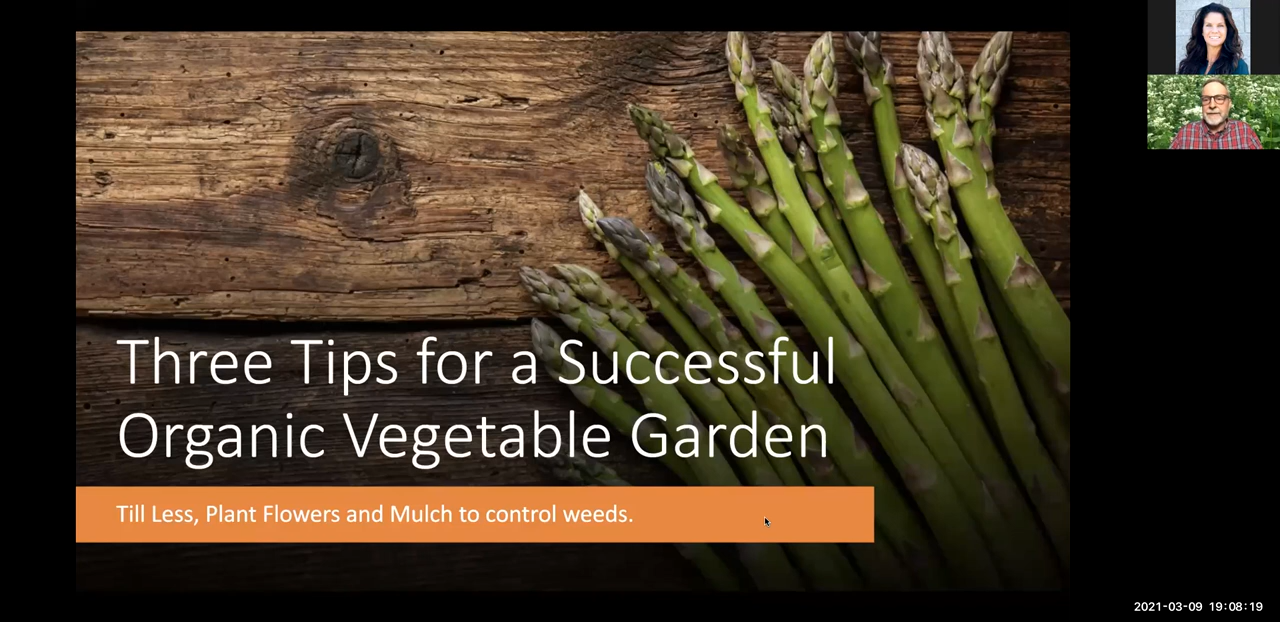 Three Tips for a Successful
Organic Vegetable Garden
Till Less, Plant Flowers and Mulch to control weeds.
2021-03-09 19:08:19